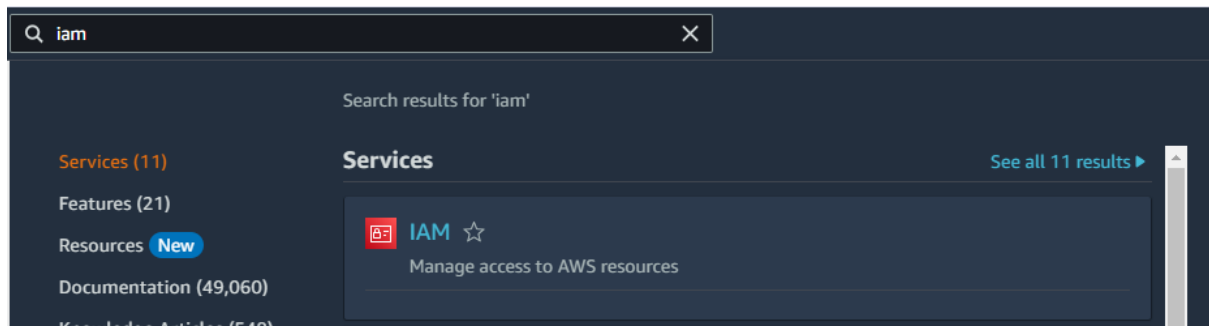 iam
Search results for 'iam'
Services (11)
Features (21)
Resources New
Documentation (49,060)
Services
See all 11 results
IAM
Manage access to AWS resources